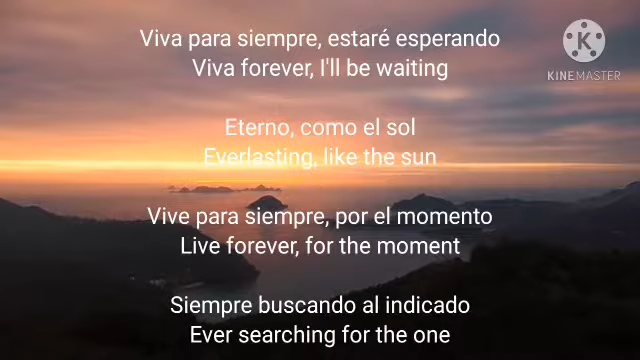 Viva para siempre, estaré esperando
Viva forever, I'll be waiting
Eterno, como el sol
Everlasting, like the sun
Vive para siempre, por el momento
Live forever, for the moment
Siempre buscando al indicado
Ever searching for the one
K
KINEMASTER